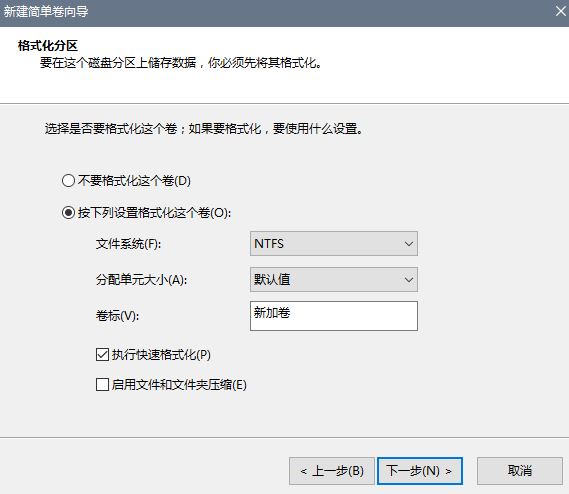 新建简单卷向导
格式化分区
要在这个磁盘分区上储存数据，你必须先将其格式化。
选择是否要格式化这个卷；如果要格式化，要使用什么设置。
不要格式化这个卷(D)
按下列设置格式化这个卷(O):
文件系统(F): NTFS
分配单元大小(A): 默认值
卷标(V): 新加卷
执行快速格式化(P)
启用文件和文件夹压缩(E)
< 上一步(B) 下一步(N) > 取消